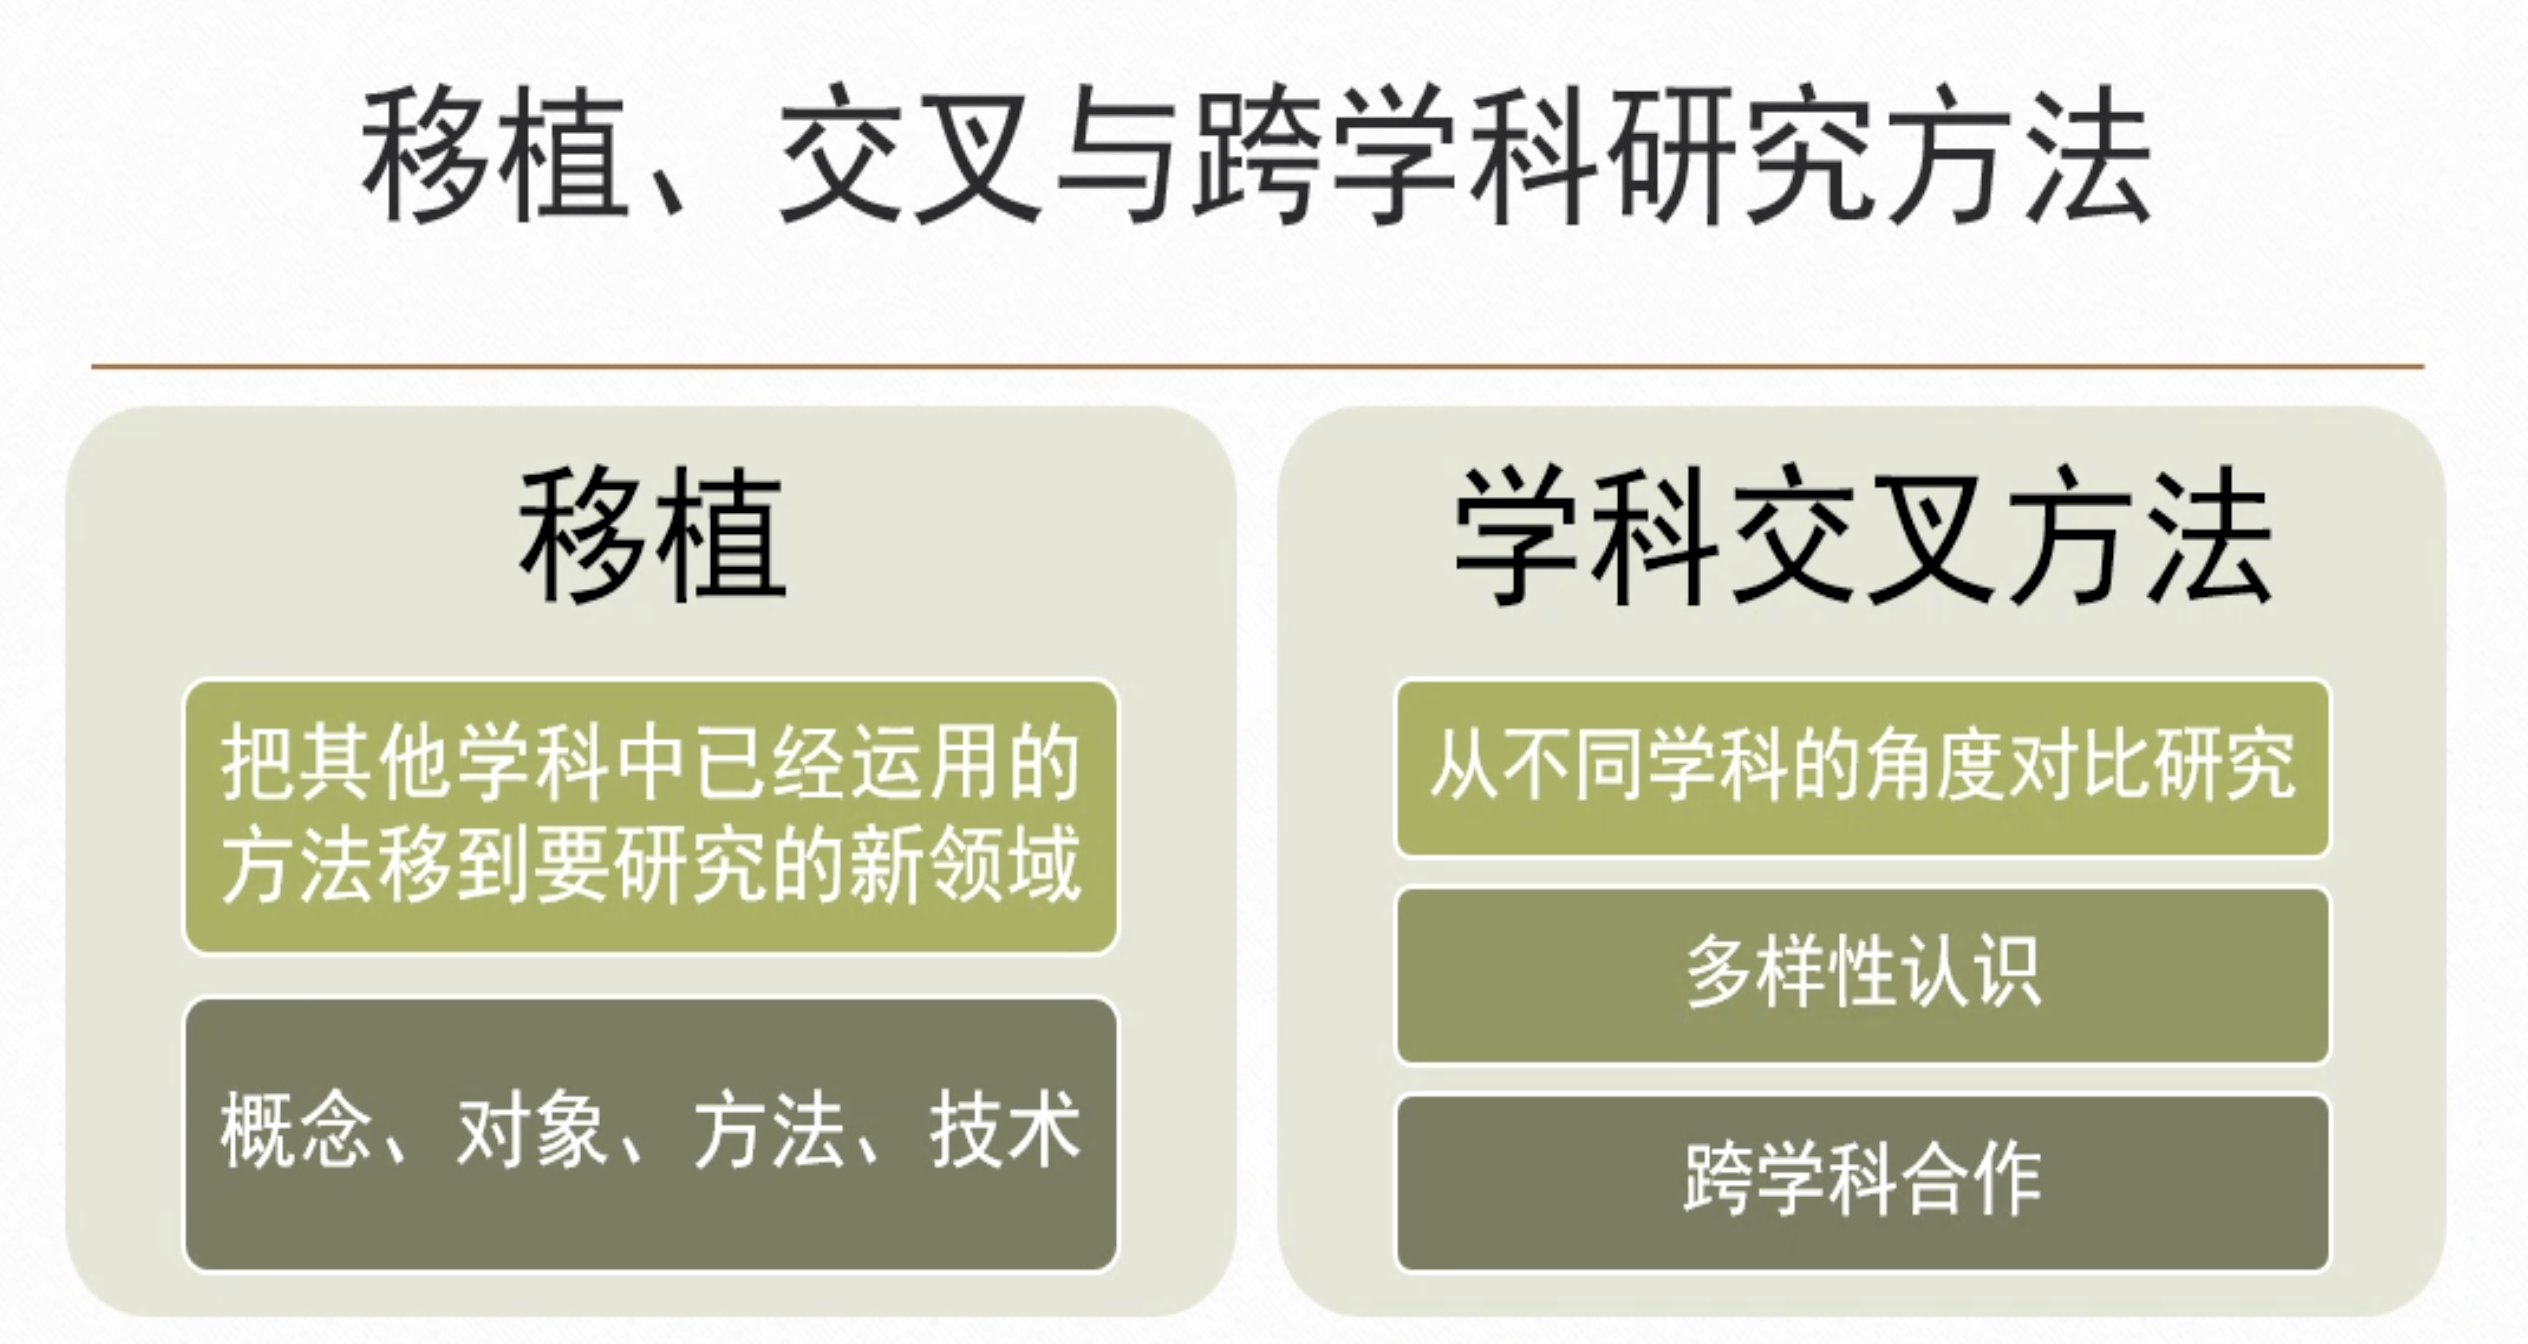 移植、交叉与跨学科研究方法
移植
把其他学科中已经运用的
方法移到要研究的新领域
概念、对象、方法、技术
学科交叉方法
从不同学科的角度对比研究
多样性认识
跨学科合作